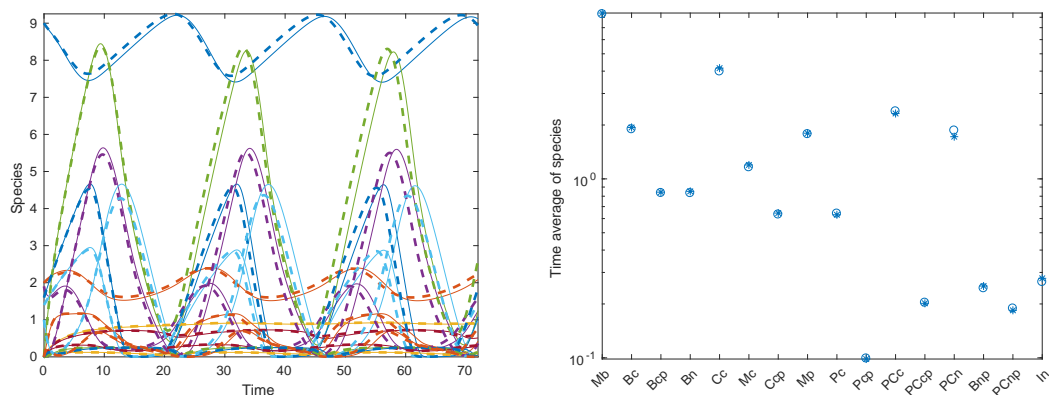 9
8
7
6
5
4
3
2
1
0
Species
0 10 20 30 40 50 60 70
Time
10^0
10^-1
Time average of species
Mb Bc Bcp Bn Cc Mc Ccp Mp Pc Pcp PCc PCcp PCn Bnp PCnp In